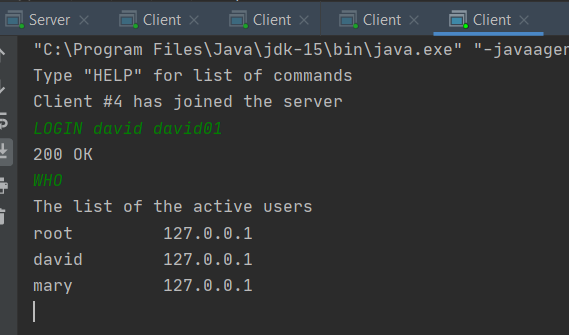 Server Client Client Client Client
"C:\Program Files\Java\jdk-15\bin\java.exe" "-javaagen
Type "HELP" for list of commands
Client #4 has joined the server
LOGIN david david01
200 OK
WHO
The list of the active users
root 127.0.0.1
david 127.0.0.1
mary 127.0.0.1